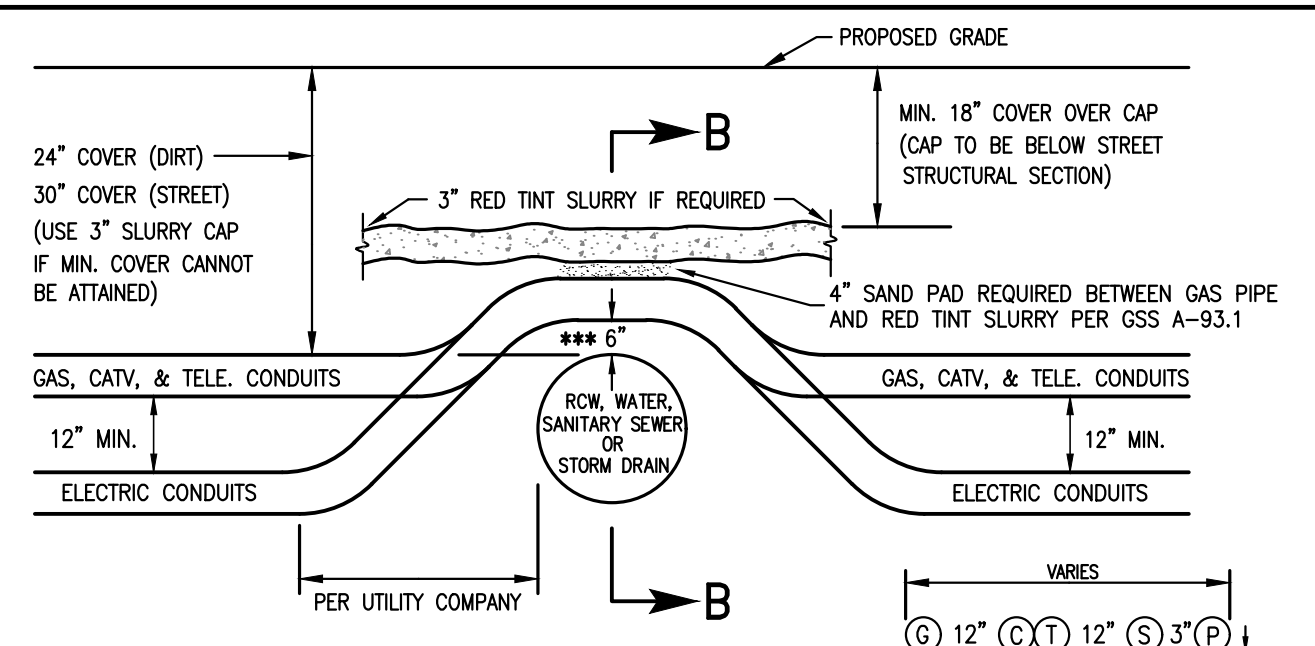 PROPOSED GRADE
24" COVER (DIRT)
30" COVER (STREET)
(USE 3" SLURRY CAP
IF MIN. COVER CANNOT
BE ATTAINED)
B
MIN. 18" COVER OVER CAP
(CAP TO BE BELOW STREET
STRUCTURAL SECTION)
3" RED TINT SLURRY IF REQUIRED
4" SAND PAD REQUIRED BETWEEN GAS PIPE
AND RED TINT SLURRY PER GSS A-93.1
*** 6"
GAS, CATV, & TELE. CONDUITS
GAS, CATV, & TELE. CONDUITS
RCW, WATER,
SANITARY SEWER
OR
STORM DRAIN
12" MIN.
12" MIN.
ELECTRIC CONDUITS
ELECTRIC CONDUITS
PER UTILITY COMPANY
B
VARIES
G 12" C T 12" S 3" P